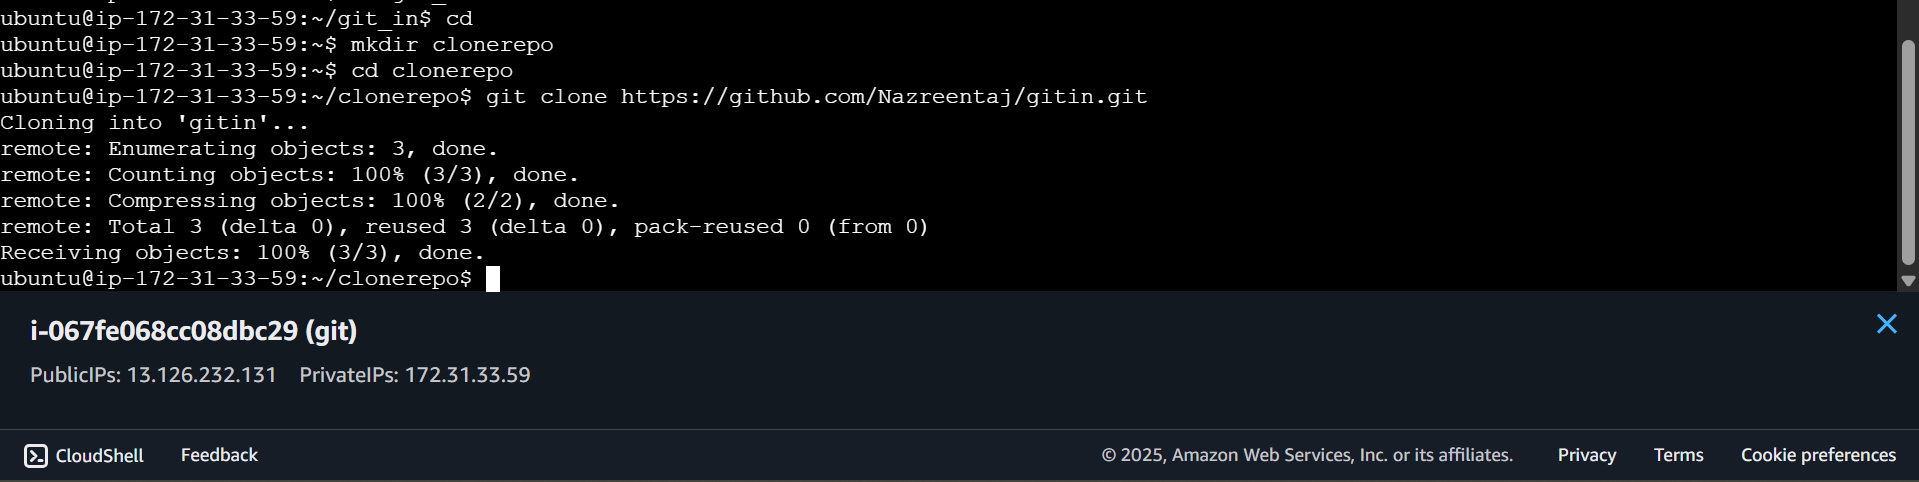 ubuntu@ip-172-31-33-59:~/git_in$ cd
ubuntu@ip-172-31-33-59:~$ mkdir clonerepo
ubuntu@ip-172-31-33-59:~$ cd clonerepo
ubuntu@ip-172-31-33-59:~/clonerepo$ git clone https://github.com/Nazreentaj/gitin.git
Cloning into 'gitin'...
remote: Enumerating objects: 3, done.
remote: Counting objects: 100% (3/3), done.
remote: Compressing objects: 100% (2/2), done.
remote: Total 3 (delta 0), reused 3 (delta 0), pack-reused 0 (from 0)
Receiving objects: 100% (3/3), done.
ubuntu@ip-172-31-33-59:~/clonerepo$
i-067fe068cc08dbc29 (git)
PublicIPs: 13.126.232.131 PrivateIPs: 172.31.33.59
CloudShell Feedback © 2025, Amazon Web Services, Inc. or its affiliates. Privacy Terms Cookie preferences